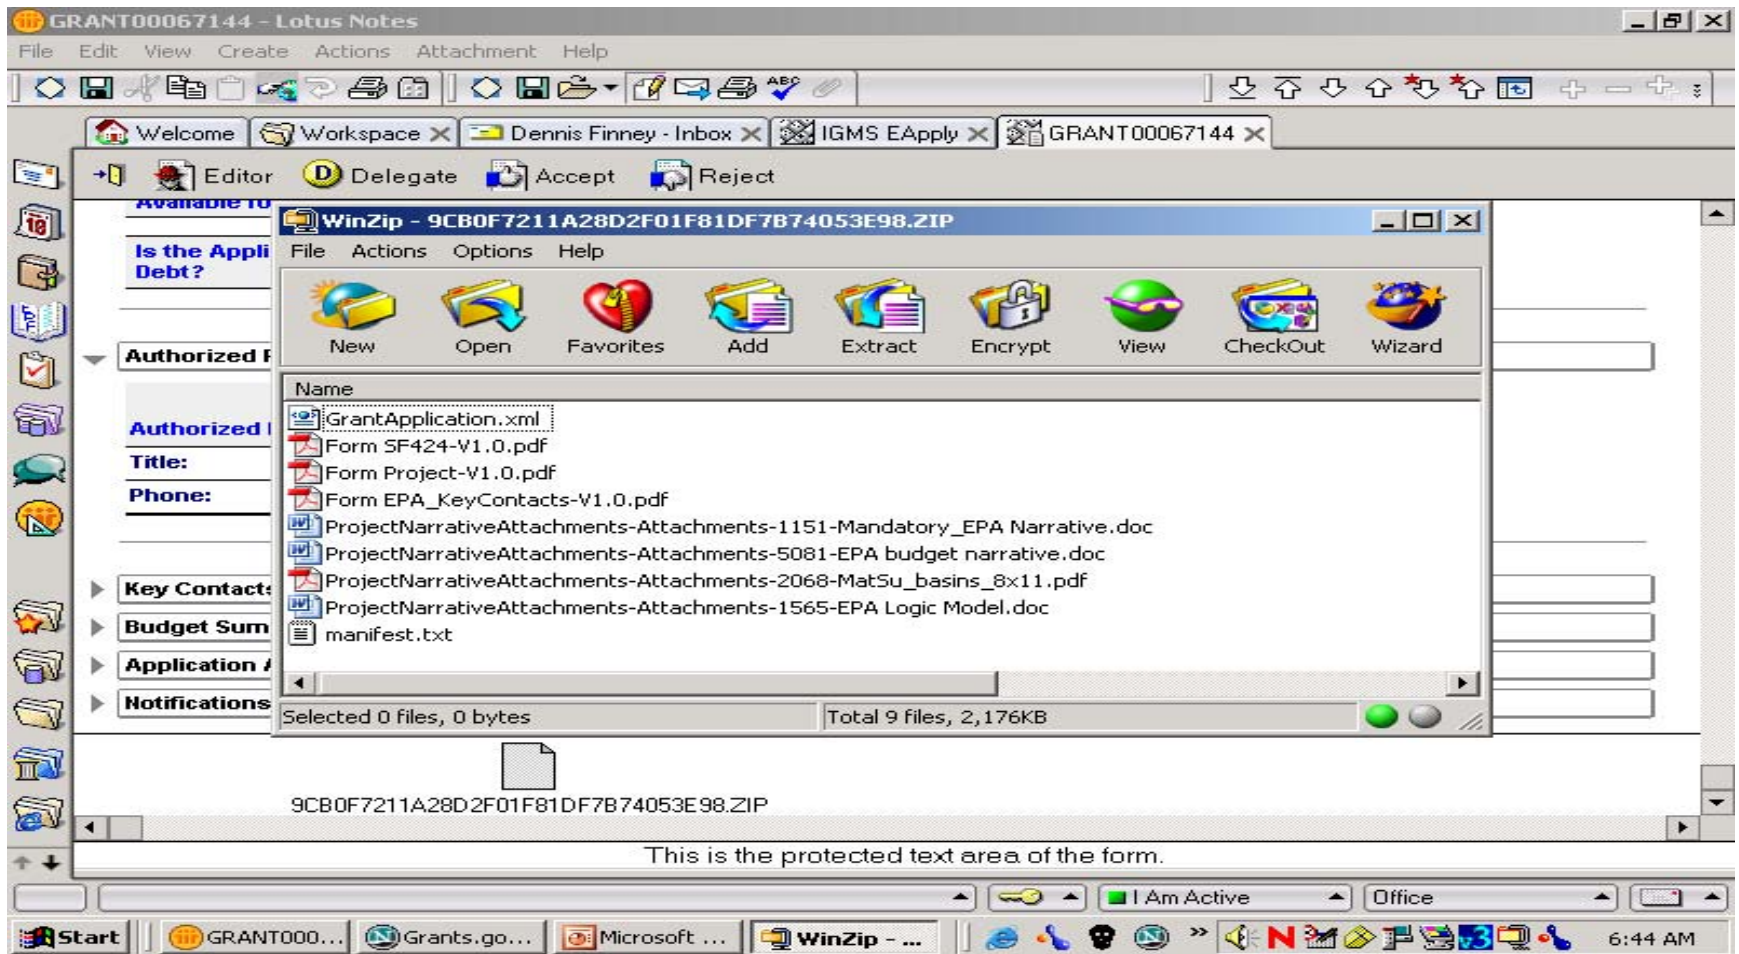 GRANT00067144 - Lotus Notes
File Edit View Create Actions Attachment Help
ABC
Welcome Workspace Dennis Finney - Inbox IGMS EApply GRANT00067144
Editor D Delegate Accept Reject
Available fo
WinZip - 9CB0F7211A28D2F01F81DF7B74053E98.ZIP
File Actions Options Help
Is the Appli
Debt?
New Open Favorites Add Extract Encrypt View CheckOut Wizard
Authorized R
Name
GrantApplication.xml
Form SF424-V1.0.pdf
Form Project-V1.0.pdf
Form EPA_KeyContacts-V1.0.pdf
ProjectNarrativeAttachments-Attachments-1151-Mandatory_EPA Narrative.doc
ProjectNarrativeAttachments-Attachments-5081-EPA budget narrative.doc
ProjectNarrativeAttachments-Attachments-2068-MatSu_basins_8x11.pdf
ProjectNarrativeAttachments-Attachments-1565-EPA Logic Model.doc
manifest.txt
Authorized
Title:
Phone:
Key Contacts
Budget Sum
Application A
Notifications
Selected 0 files, 0 bytes Total 9 files, 2,176KB
9CB0F7211A28D2F01F81DF7B74053E98.ZIP
This is the protected text area of the form.
I Am Active Office
Start GRANT000... Grants.go... Microsoft ... WinZip - ... » N v3 6:44 AM